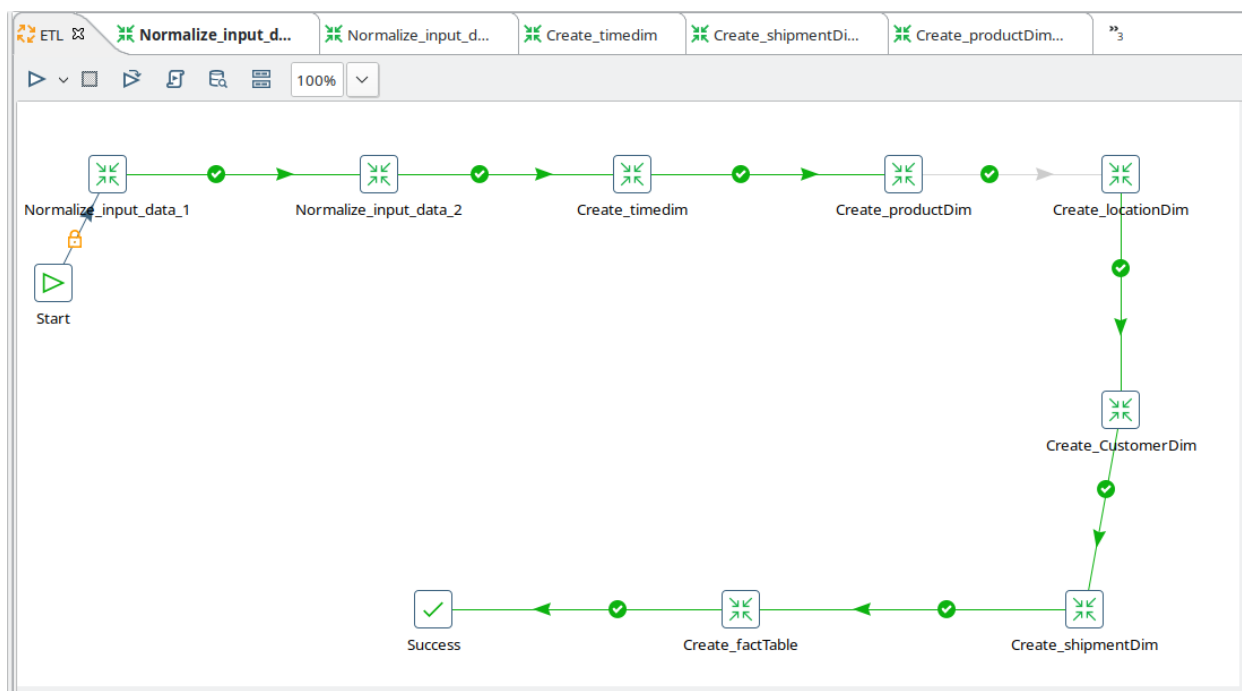 ETL
Normalize_input_d...
Normalize_input_d...
Create_timedim
Create_shipmentDi...
Create_productDim...
»3
100%
Normalize_input_data_1
Normalize_input_data_2
Create_timedim
Create_productDim
Create_locationDim
Start
Create_CustomerDim
Success
Create_factTable
Create_shipmentDim